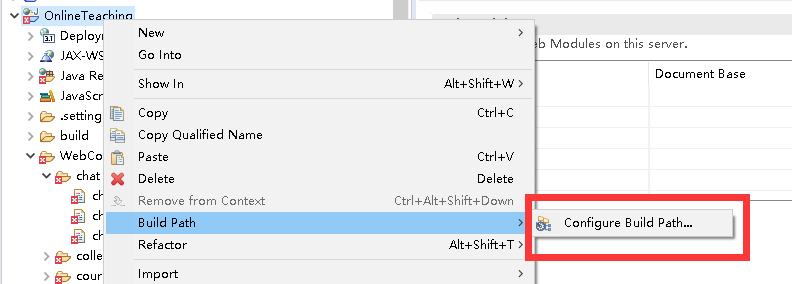 OnlineTeaching
Deploym
JAX-WS
Java Re
JavaScr
.setting
build
WebCo
chat
ch
ch
ch
colle
cour
New
Go Into
Show In Alt+Shift+W
Copy Ctrl+C
Copy Qualified Name
Paste Ctrl+V
Delete Delete
Remove from Context Ctrl+Alt+Shift+Down
Build Path
Refactor Alt+Shift+T
Import
Configure Build Path...
b Modules on this server.
Document Base